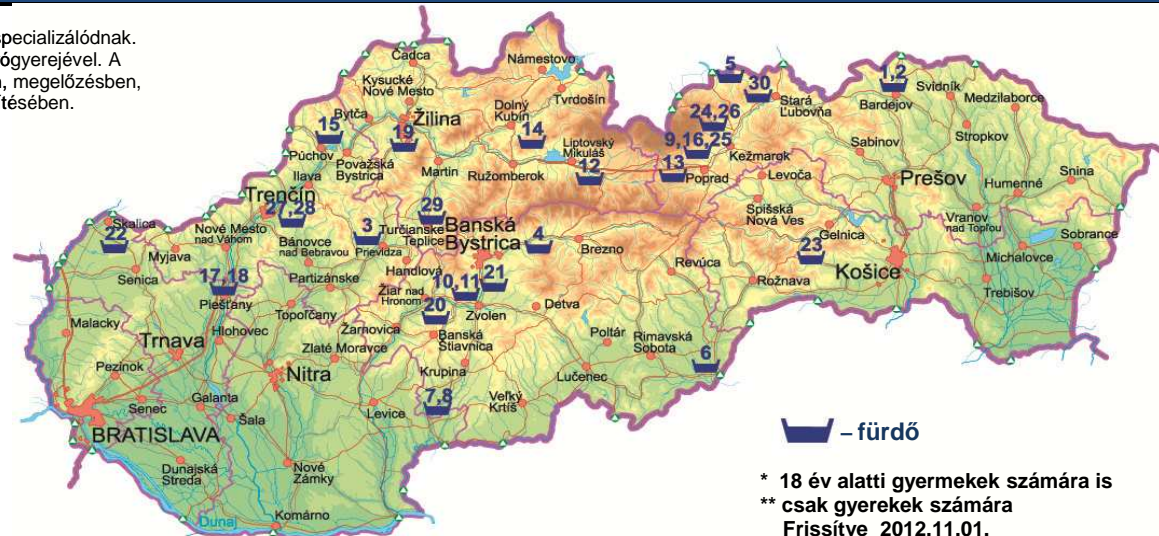 specializálódnak.
ógyerejével. A
, megelőzésben,
ítésében.
Čadca
Námestovo
Kysucké
Nové Mesto
Tvrdošín
5
30
1,2
Svidník
Bardejov
Medzilaborce
Stará
Ľubovňa
Bytča
Dolný
Kubín
24,26
15
Žilina
19
14
Stropkov
Púchov
Považská
Bystrica
Liptovský
Mikuláš
9,16,25
Kežmarok
Sabinov
Ilava
Martin
Ružomberok
12
13
Poprad
Levoča
Prešov
Humenné
Snina
Trenčín
27,28
29
Spišská
Nová Ves
Skalica
22
Nové Mesto
nad Váhom
3
Turčianske
Teplice
Banská
Bystrica
4
Gelnica
Vranov
nad Topľou
Sobrance
Myjava
Bánovce
nad Bebravou
Prievidza
Brezno
23
Michalovce
Senica
17,18
Partizánske
Handlová
21
Revúca
Košice
Piešťany
Žiar nad
Hronom
10,11
Rožnava
Trebišov
Topoľčany
20
Zvolen
Detva
Malacky
Hlohovec
Žarnovica
Banská
Štiavnica
Poltár
Rimavská
Sobota
Trnava
Zlaté Moravce
6
Pezinok
Nitra
Krupina
Lučenec
Senec
Galanta
Šala
Levice
7,8
Veľký
Krtíš
BRATISLAVA
– fürdő
Dunajská
Streda
Nové
Zámky
* 18 év alatti gyermekek számára is
** csak gyerekek számára
Dunaj
Komárno
Frissítve 2012.11.01.